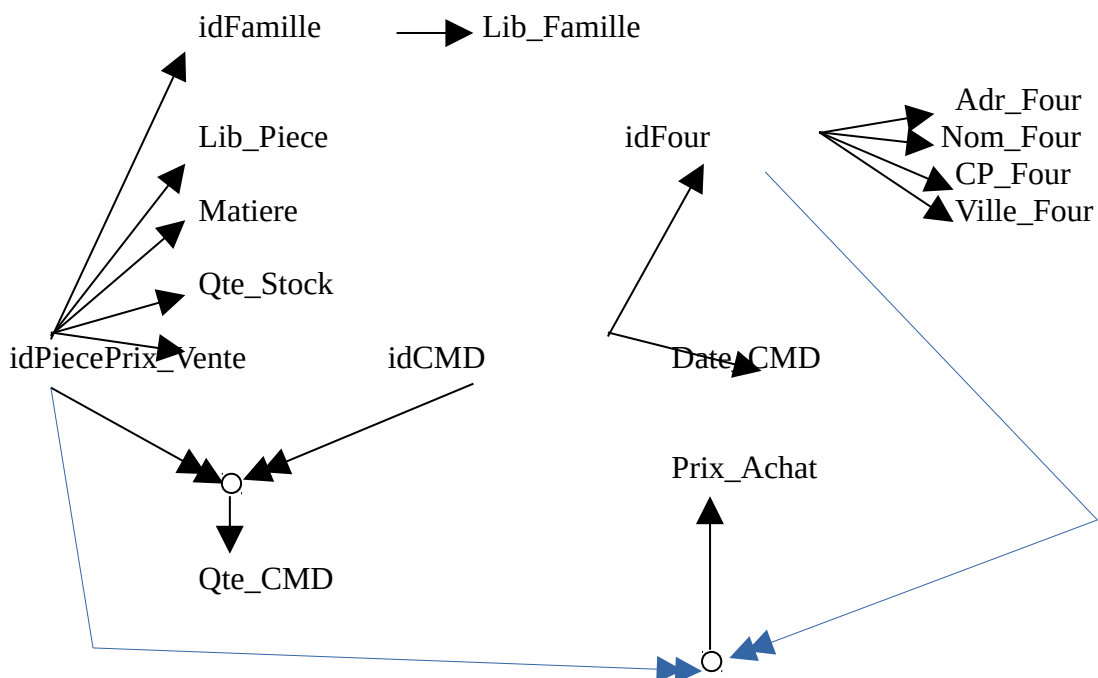 idFamille Lib_Famille
Adr_Four
Lib_Piece idFour Nom_Four
CP_Four
Matiere Ville_Four
Qte_Stock
idPiecePrix_Vente idCMD Date_CMD
Prix_Achat
Qte_CMD